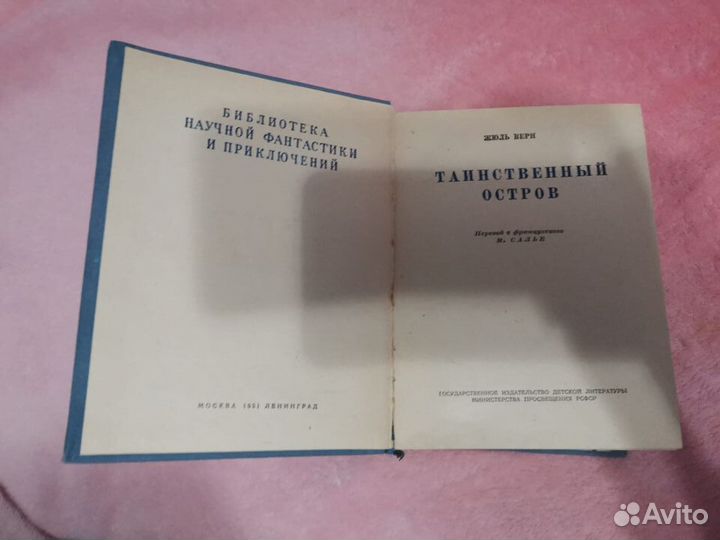 БИБЛИОТЕКА
НАУЧНОЙ ФАНТАСТИКИ
И ПРИКЛЮЧЕНИЙ
МОСКВА 1951 ЛЕНИНГРАД
ЖЮЛЬ ВЕРН
ТАИНСТВЕННЫЙ
ОСТРОВ
Перевод с французского
М. САЛЬЕ
ГОСУДАРСТВЕННОЕ ИЗДАТЕЛЬСТВО ДЕТСКОЙ ЛИТЕРАТУРЫ
МИНИСТЕРСТВА ПРОСВЕЩЕНИЯ РСФСР
Avito